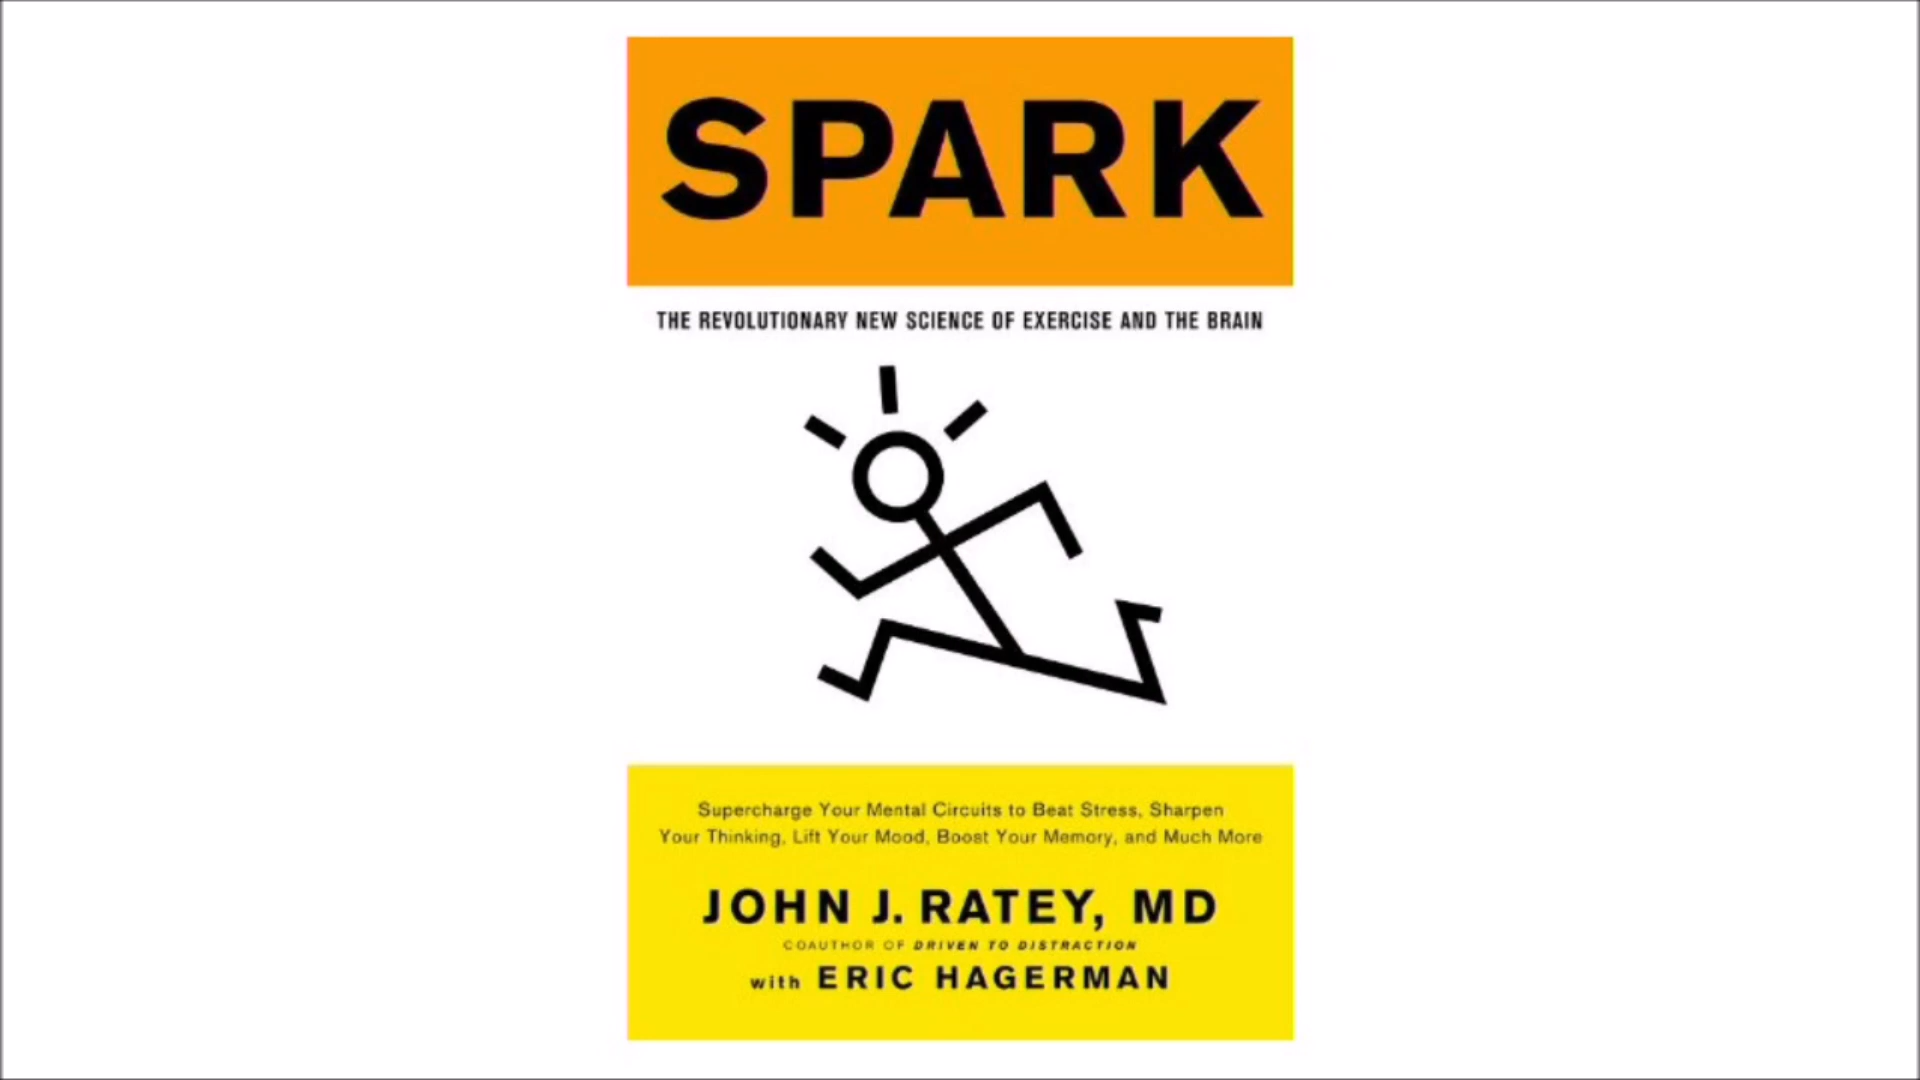 SPARK
THE REVOLUTIONARY NEW SCIENCE OF EXERCISE AND THE BRAIN
Supercharge Your Mental Circuits to Beat Stress, Sharpen
Your Thinking, Lift Your Mood, Boost Your Memory, and Much More
JOHN J. RATEY, MD
COAUTHOR OF DRIVEN TO DISTRACTION
with ERIC HAGERMAN